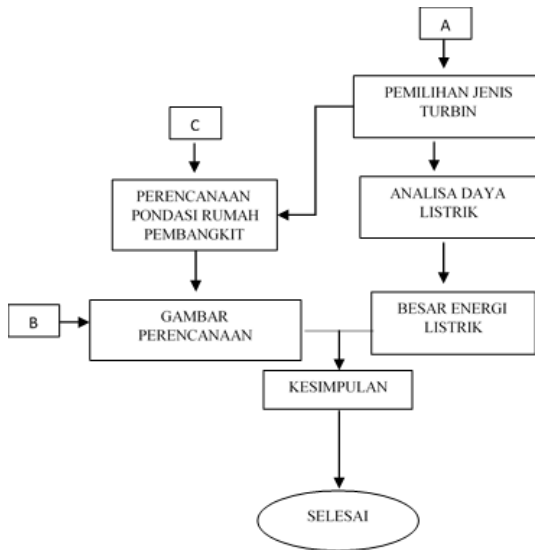 A
PEMILIHAN JENIS
TURBIN
C
PERENCANAAN
PONDASI RUMAH
PEMBANGKIT
ANALISA DAYA
LISTRIK
B
GAMBAR
PERENCANAAN
BESAR ENERGI
LISTRIK
KESIMPULAN
SELESAI